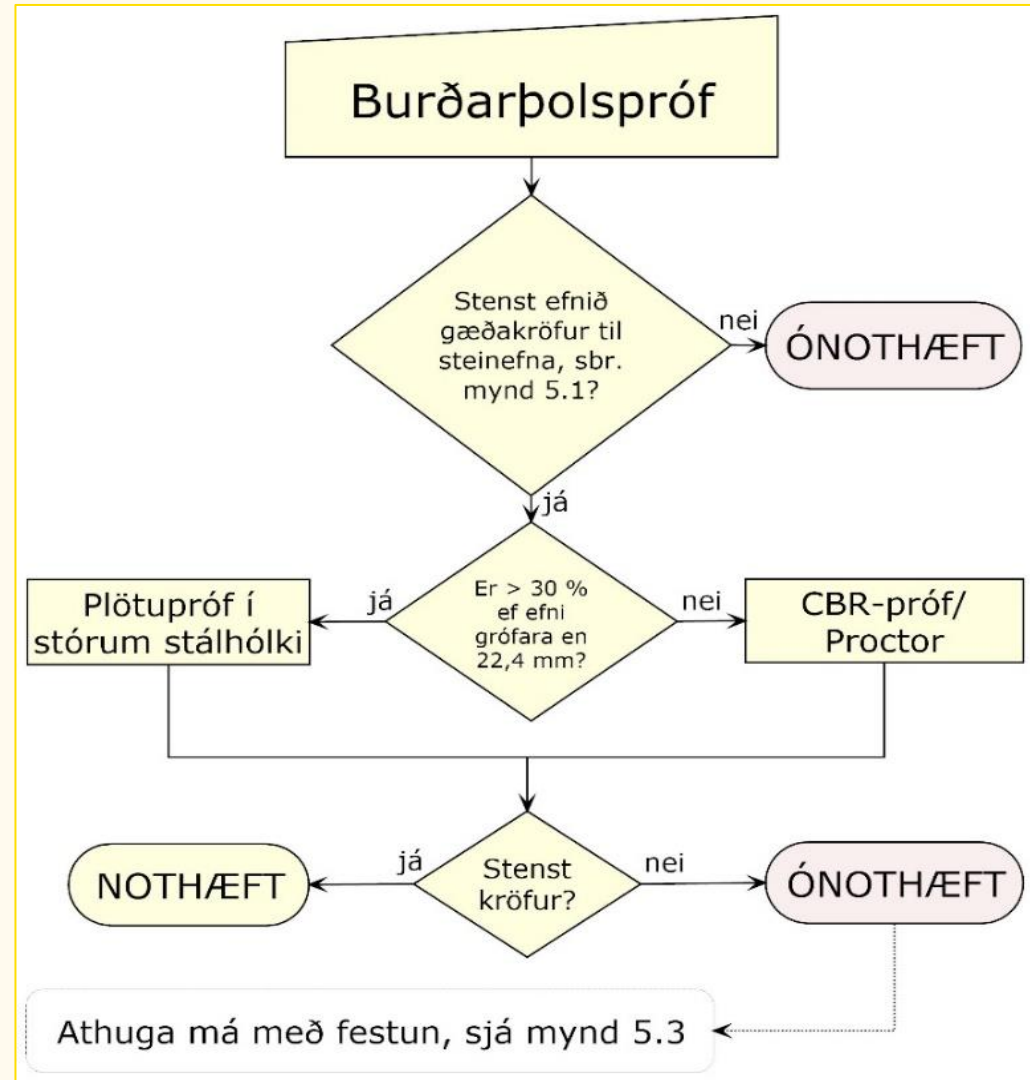 Burðarþolspróf
Stenst efnið
gæðakröfur til
steinefna, sbr.
mynd 5.1?
nei
ÓNOTHÆFT
já
Er > 30 %
ef efni
grófara en
22,4 mm?
já
nei
Plötupróf í
stórum stálhólki
CBR-próf/
Proctor
Stenst
kröfur?
já
nei
NOTHÆFT
ÓNOTHÆFT
Athuga má með festun, sjá mynd 5.3